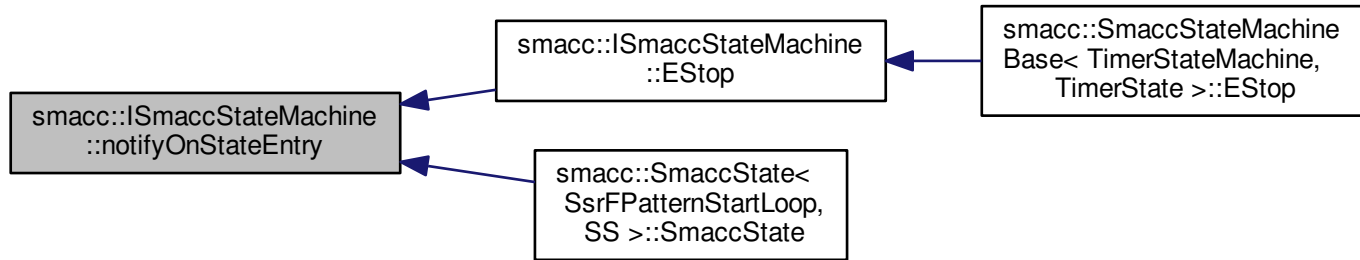 smacc::ISmaccStateMachine
::notifyOnStateEntry
smacc::ISmaccStateMachine
::EStop
smacc::SmaccStateMachine
Base< TimerStateMachine,
TimerState >::EStop
smacc::SmaccState<
SsrFPatternStartLoop,
SS >::SmaccState